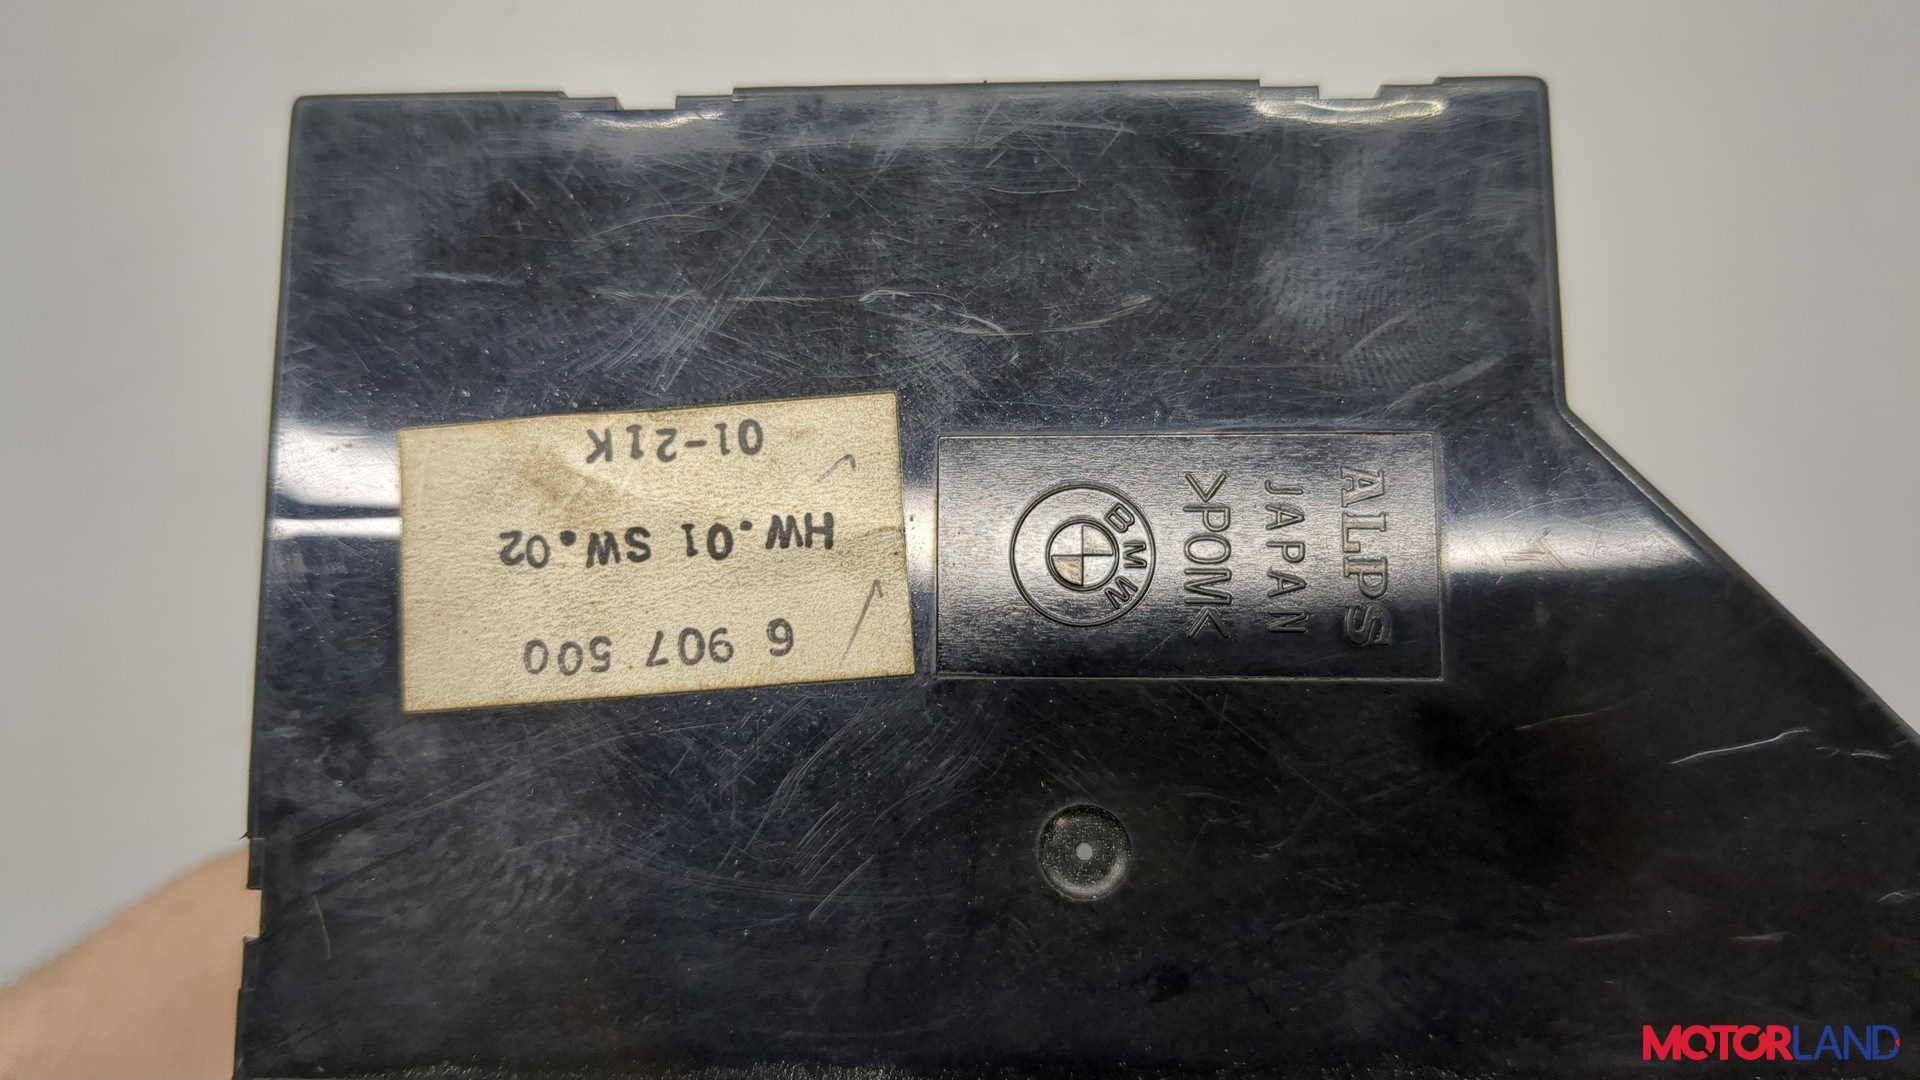 6 907 500
HW.01 SW.02
01-21K
ALPS
JAPAN
>POM<
BMW
MOTORLAND